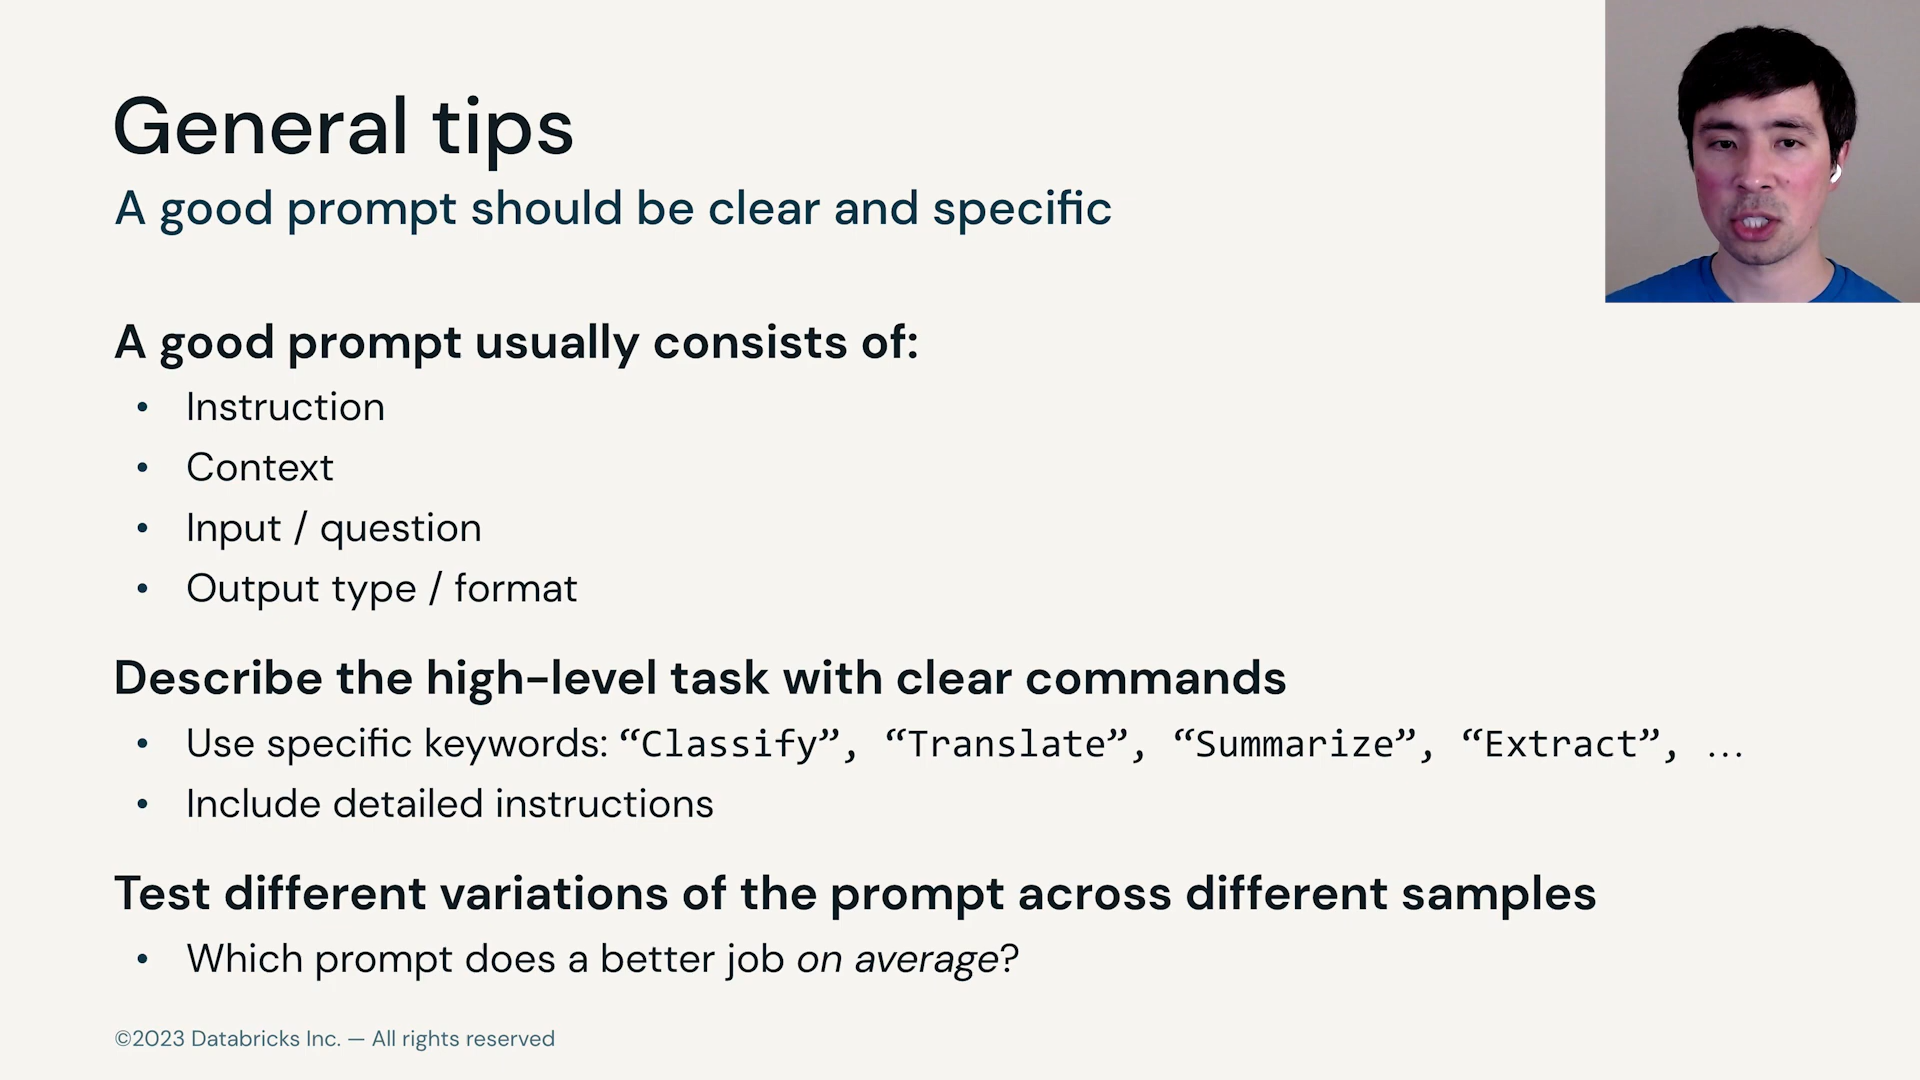 General tips
A good prompt should be clear and specific
A good prompt usually consists of:
• Instruction
• Context
• Input / question
• Output type / format
Describe the high-level task with clear commands
• Use specific keywords: “Classify”, “Translate”, “Summarize”, “Extract”, ...
• Include detailed instructions
Test different variations of the prompt across different samples
• Which prompt does a better job on average?
©2023 Databricks Inc. — All rights reserved